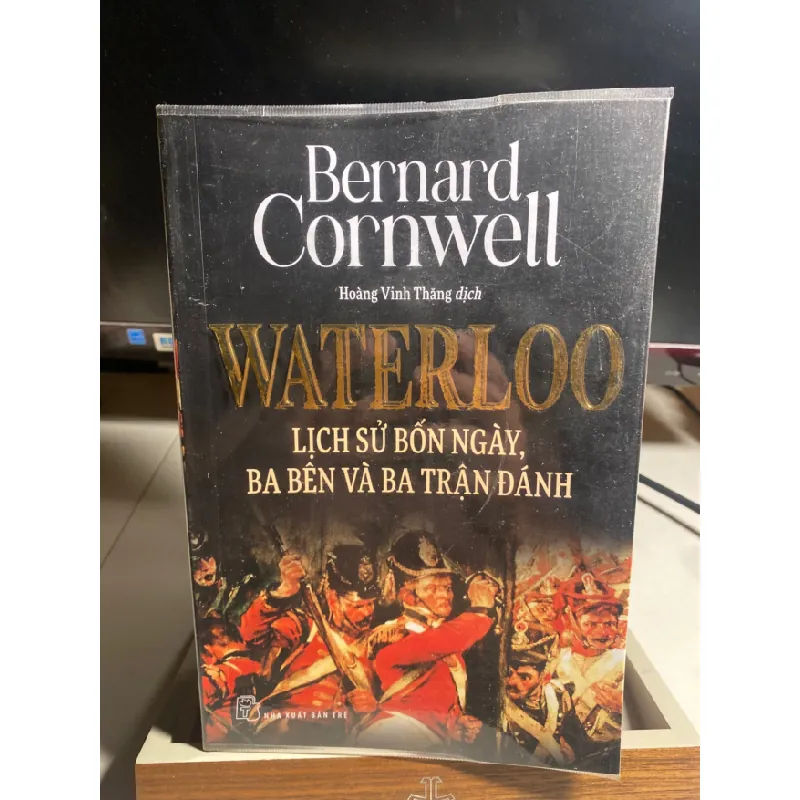 Bernard
Cornwell
Hoàng Vinh Thăng dịch
WATERLOO
LỊCH SỬ BỐN NGÀY,
BA BÊN VÀ BA TRẬN ĐÁNH
NHÀ XUẤT BẢN TRẺ